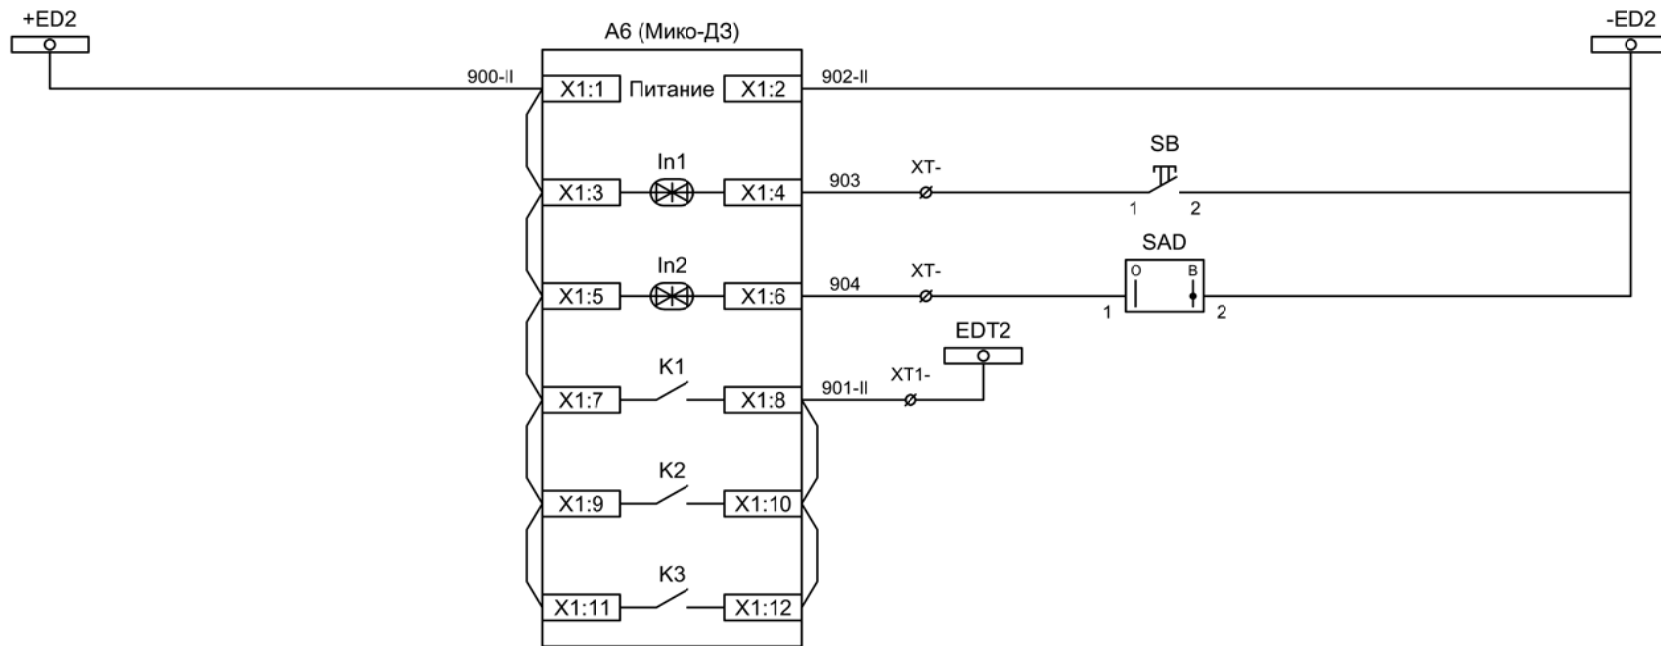 +ED2
-ED2
А6 (Мико-ДЗ)
900-II
X1:1 Питание X1:2
902-II
In1
X1:3
X1:4
903
XT-
SB
1
2
In2
X1:5
X1:6
904
XT-
SAD
О
В
1
2
K1
X1:7
X1:8
901-II
XT1-
EDT2
K2
X1:9
X1:10
K3
X1:11
X1:12